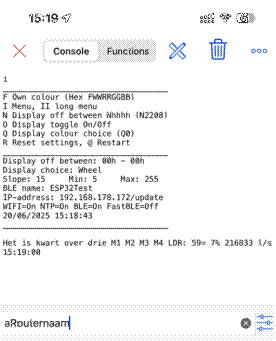 15:19
Console
Functions
i
F Own colour (Hex FWWRRGGBB)
I Menu, II long menu
N Display off between Nhhhh (N2208)
O Display toggle On/Off
Q Display colour choice (Q0)
R Reset settings, @ Restart
Display off between: 00h - 00h
Display choice: Wheel
Slope: 15 Min: 5 Max: 255
BLE name: ESP32Test
IP-address: 192.168.178.172/update
WIFI=On NTP=On BLE=On FastBLE=Off
20/06/2025 15:18:43
Het is kwart over drie M1 M2 M3 M4 LDR: 59= 7% 216833 l/s
15:19:00
aRouternaam